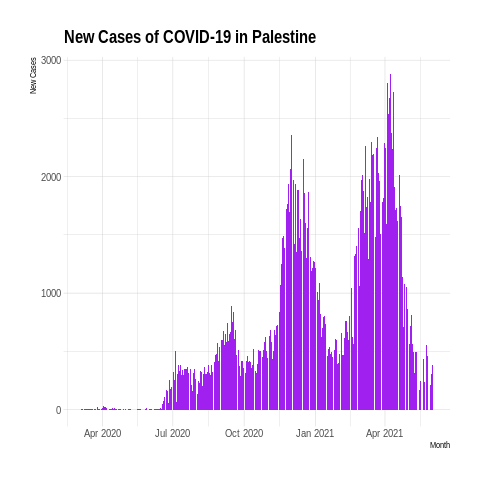 New Cases of COVID-19 in Palestine
New Cases
3000
2000
1000
0
Apr 2020 Jul 2020 Oct 2020 Jan 2021 Apr 2021
Month